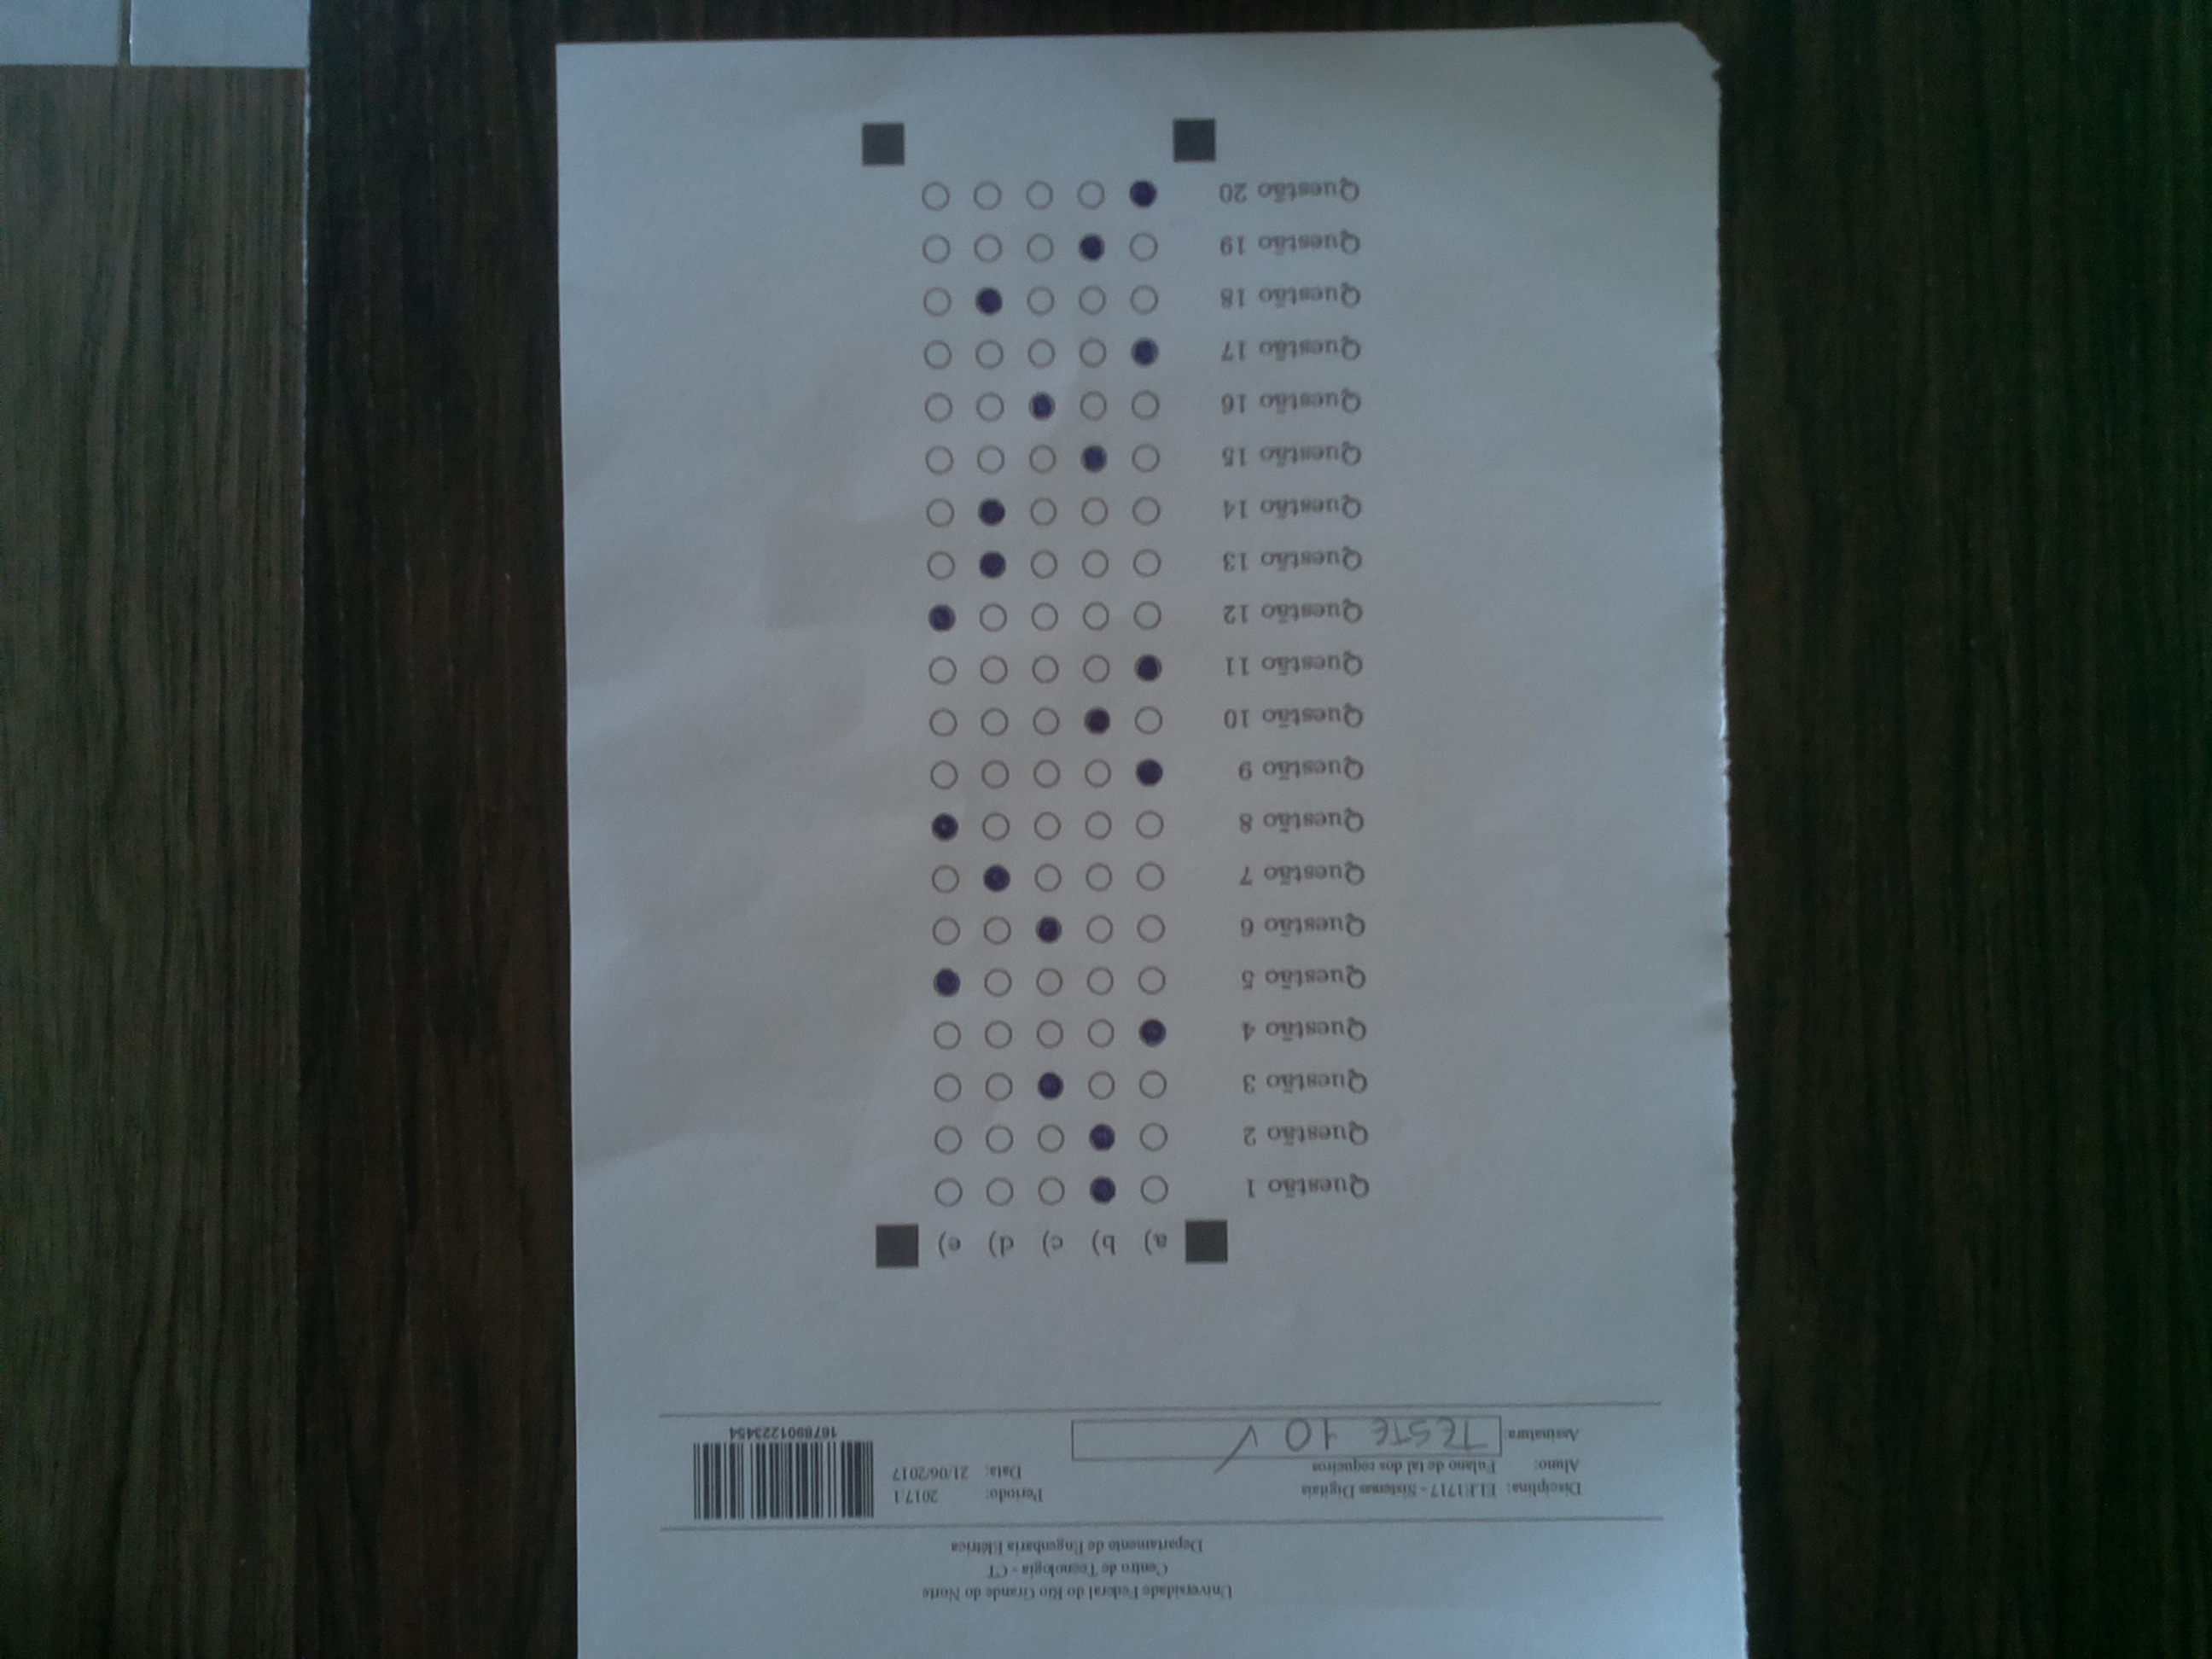 Universidade Federal do Rio Grande do Norte
Centro de Tecnologia - CT
Departamento de Engenharia Elétrica
Disciplina: ELE1717 - Sistemas Digitais
Período: 2017.1
Aluno: Fulano de tal dos coqueiros
Data: 21/06/2017
Assinatura: TESTE 10 V
1678901223454
a) b) c) d) e)
Questão 1
Questão 2
Questão 3
Questão 4
Questão 5
Questão 6
Questão 7
Questão 8
Questão 9
Questão 10
Questão 11
Questão 12
Questão 13
Questão 14
Questão 15
Questão 16
Questão 17
Questão 18
Questão 19
Questão 20